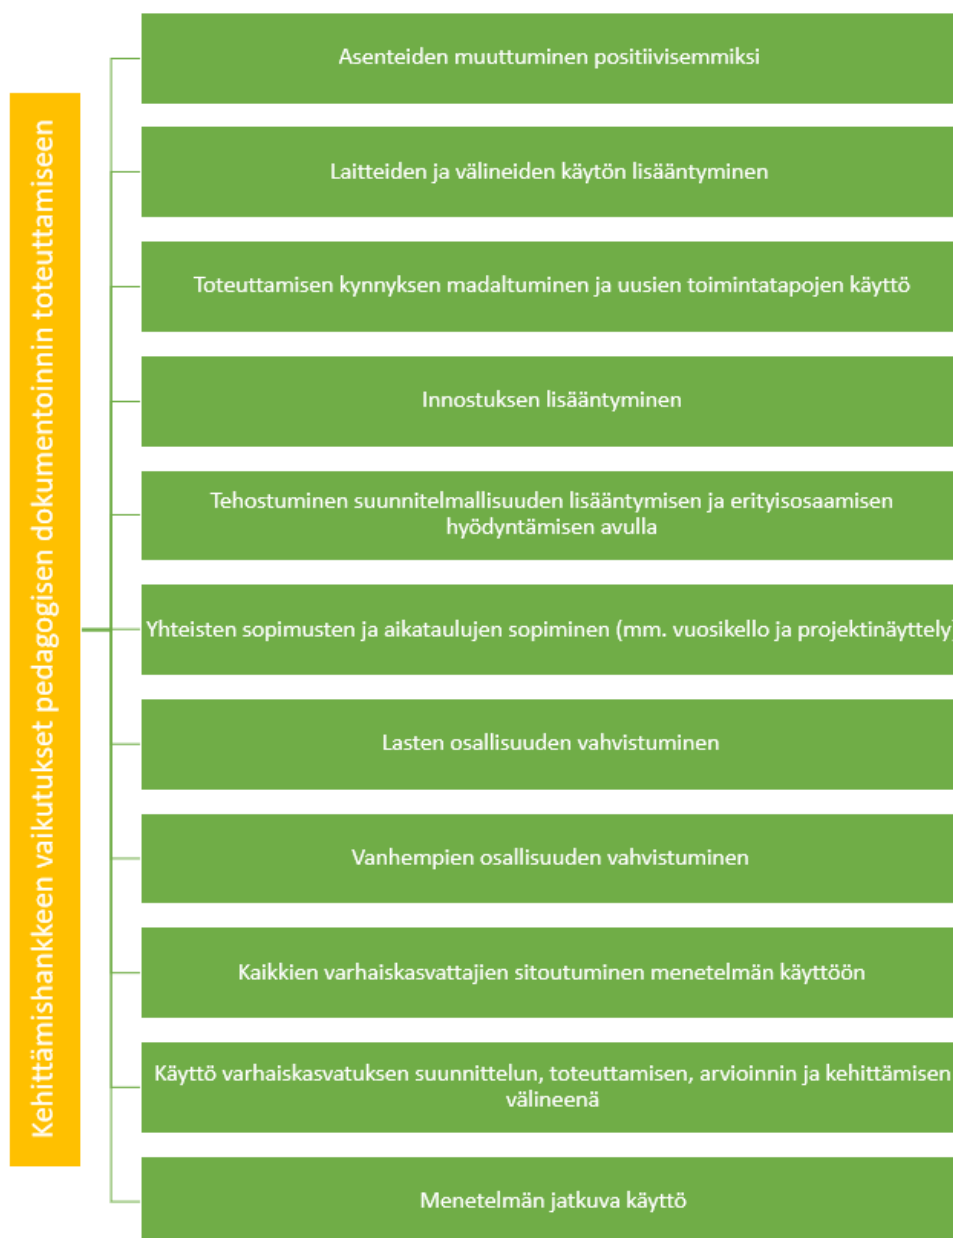 Kehittämishankkeen vaikutukset pedagogisen dokumentoinnin toteuttamiseen
Asenteiden muuttuminen positiivisemmiksi
Laitteiden ja välineiden käytön lisääntyminen
Toteuttamisen kynnyksen madaltuminen ja uusien toimintatapojen käyttö
Innostuksen lisääntyminen
Tehostuminen suunnitelmallisuuden lisääntymisen ja erityisosaamisen
hyödyntämisen avulla
Yhteisten sopimusten ja aikataulujen sopiminen (mm. vuosikello ja projektinäyttely)
Lasten osallisuuden vahvistuminen
Vanhempien osallisuuden vahvistuminen
Kaikkien varhaiskasvattajien sitoutuminen menetelmän käyttöön
Käyttö varhaiskasvatuksen suunnittelun, toteuttamisen, arvioinnin ja kehittämisen
välineenä
Menetelmän jatkuva käyttö